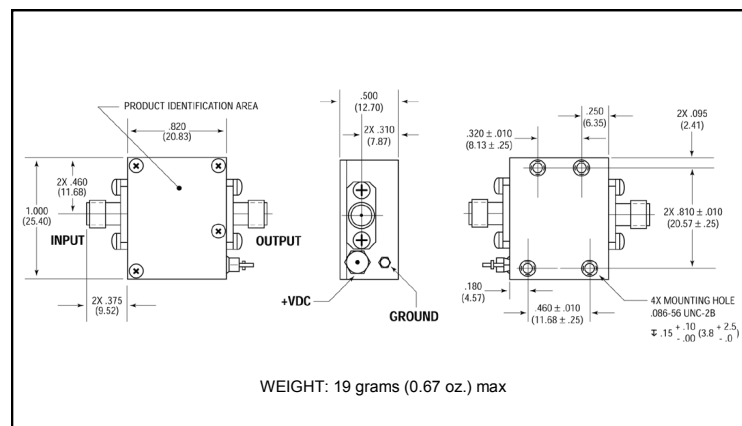 PRODUCT IDENTIFICATION AREA
.820
(20.83)
2X .460
(11.68)
1.000
(25.40)
INPUT
OUTPUT
2X .375
(9.52)
.500
(12.70)
2X .310
(7.87)
+VDC
GROUND
.320 ± .010
(8.13 ± .25)
.250
(6.35)
2X .095
(2.41)
2X .810 ± .010
(20.57 ± .25)
.180
(4.57)
.460 ± .010
(11.68 ± .25)
4X MOUNTING HOLE
.086-56 UNC-2B
↧ .15 + .10 - .00 (3.8 + 2.5 - .0)
WEIGHT: 19 grams (0.67 oz.) max